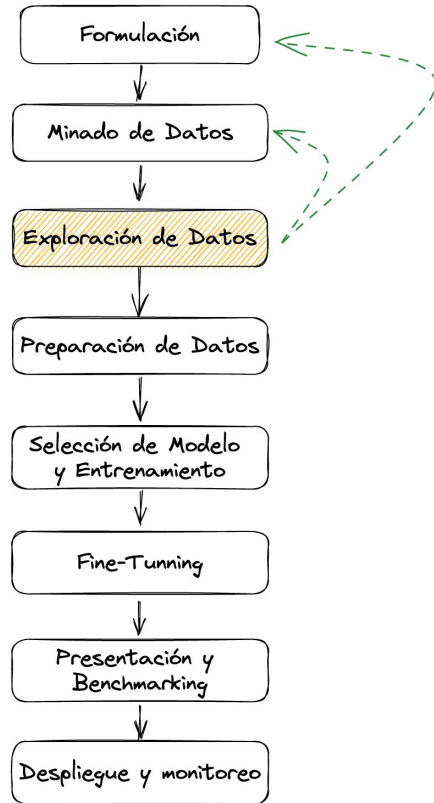 Formulación
Minado de Datos
Exploración de Datos
Preparación de Datos
Selección de Modelo
y Entrenamiento
Fine-Tunning
Presentación y
Benchmarking
Despliegue y monitoreo